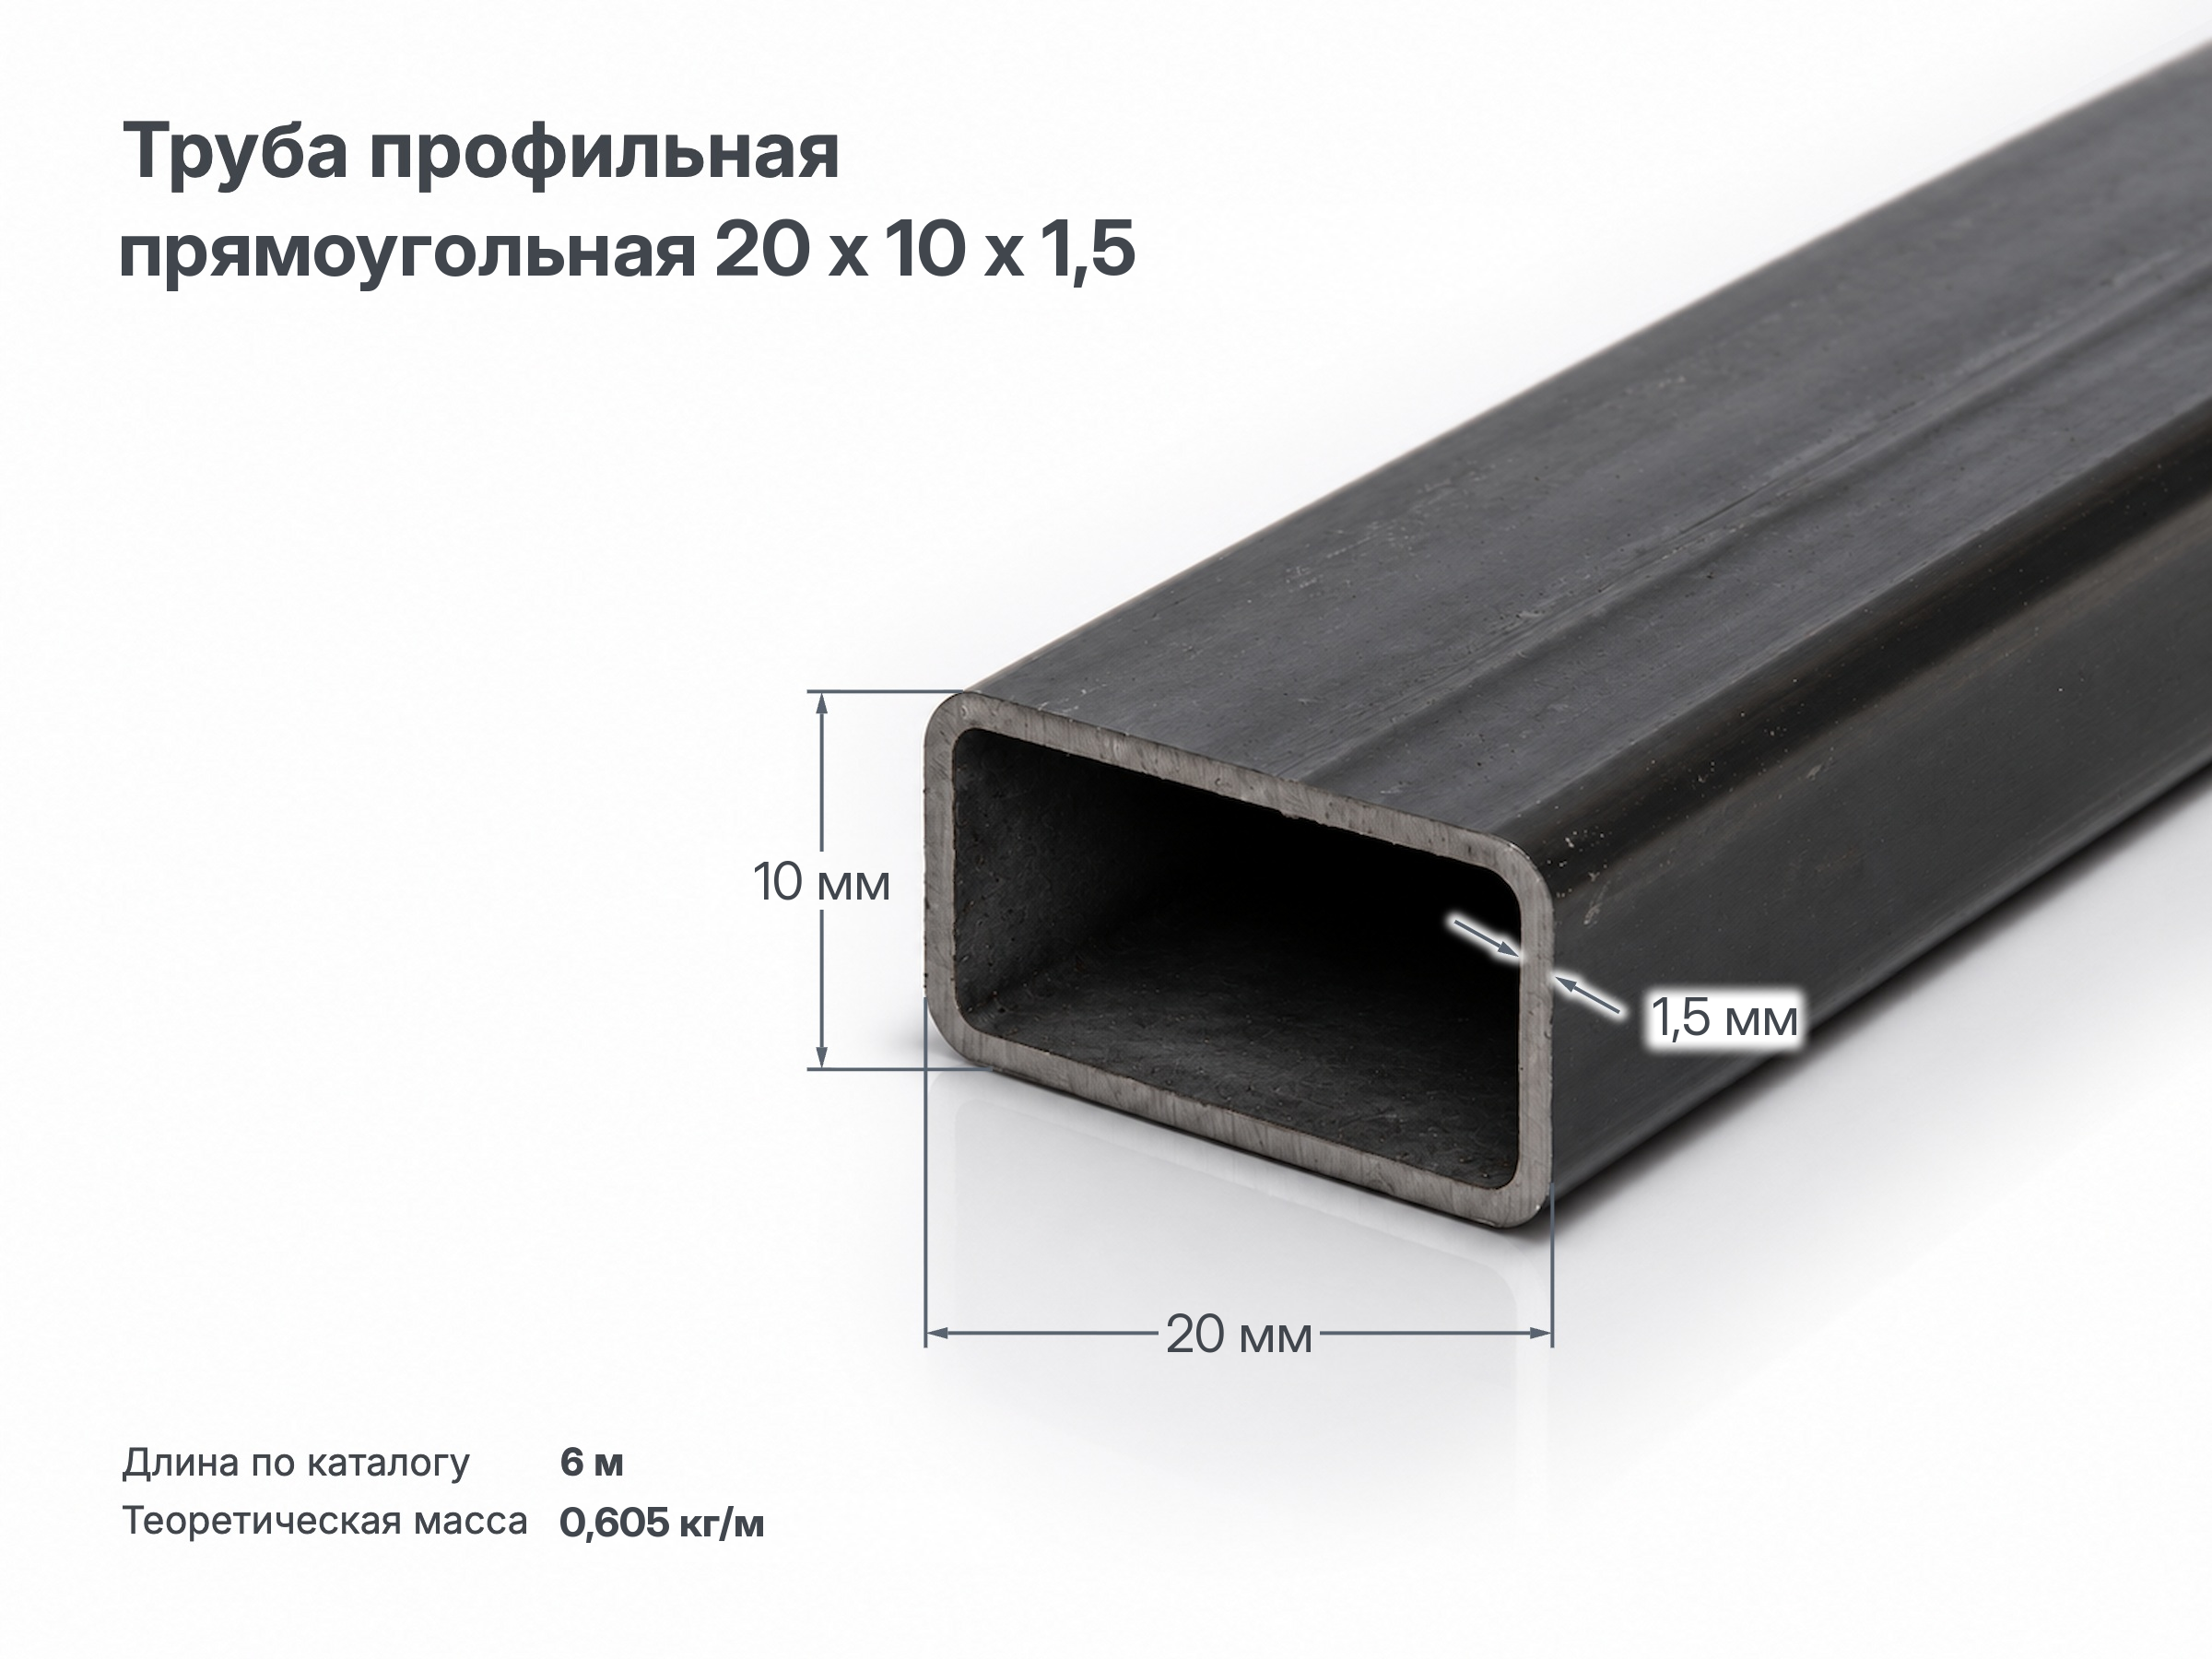 Труба профильная
прямоугольная 20 х 10 х 1,5
10 мм
1,5 мм
20 мм
Длина по каталогу 6 м
Теоретическая масса 0,605 кг/м